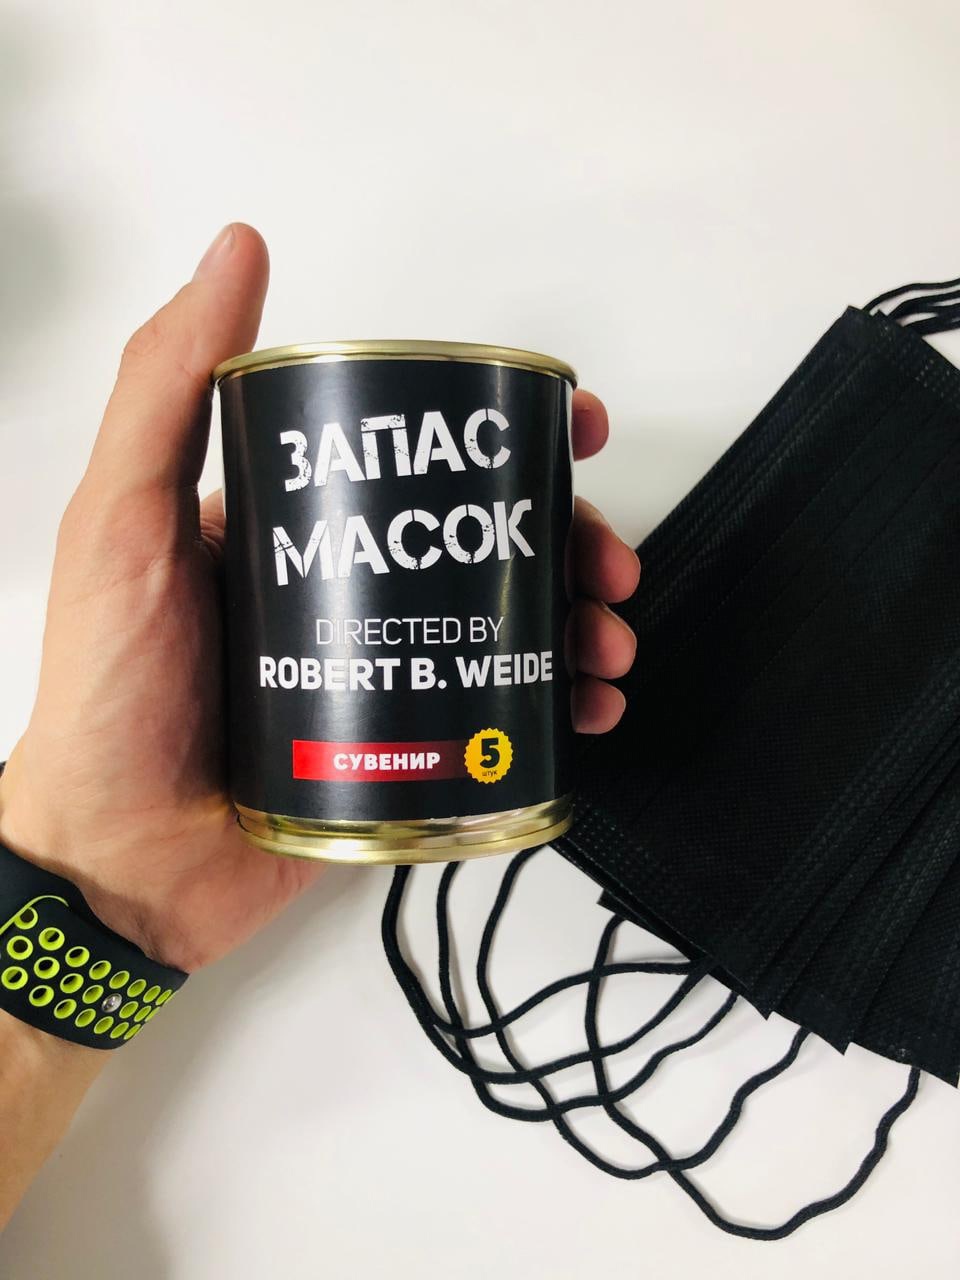 ЗАПАС
МАСОК
DIRECTED BY
ROBERT B. WEIDE
СУВЕНИР
5
штук